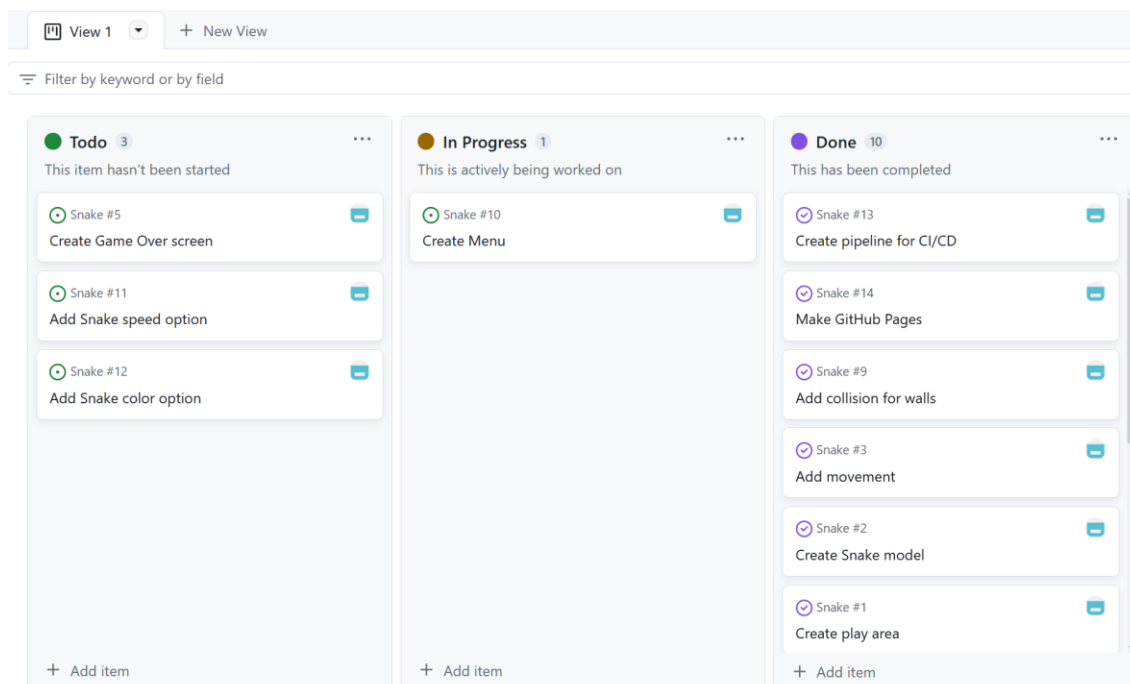 View 1
New View
Filter by keyword or by field
Todo 3
This item hasn't been started
Snake #5
Create Game Over screen
Snake #11
Add Snake speed option
Snake #12
Add Snake color option
Add item
In Progress 1
This is actively being worked on
Snake #10
Create Menu
Add item
Done 10
This has been completed
Snake #13
Create pipeline for CI/CD
Snake #14
Make GitHub Pages
Snake #9
Add collision for walls
Snake #3
Add movement
Snake #2
Create Snake model
Snake #1
Create play area
Add item